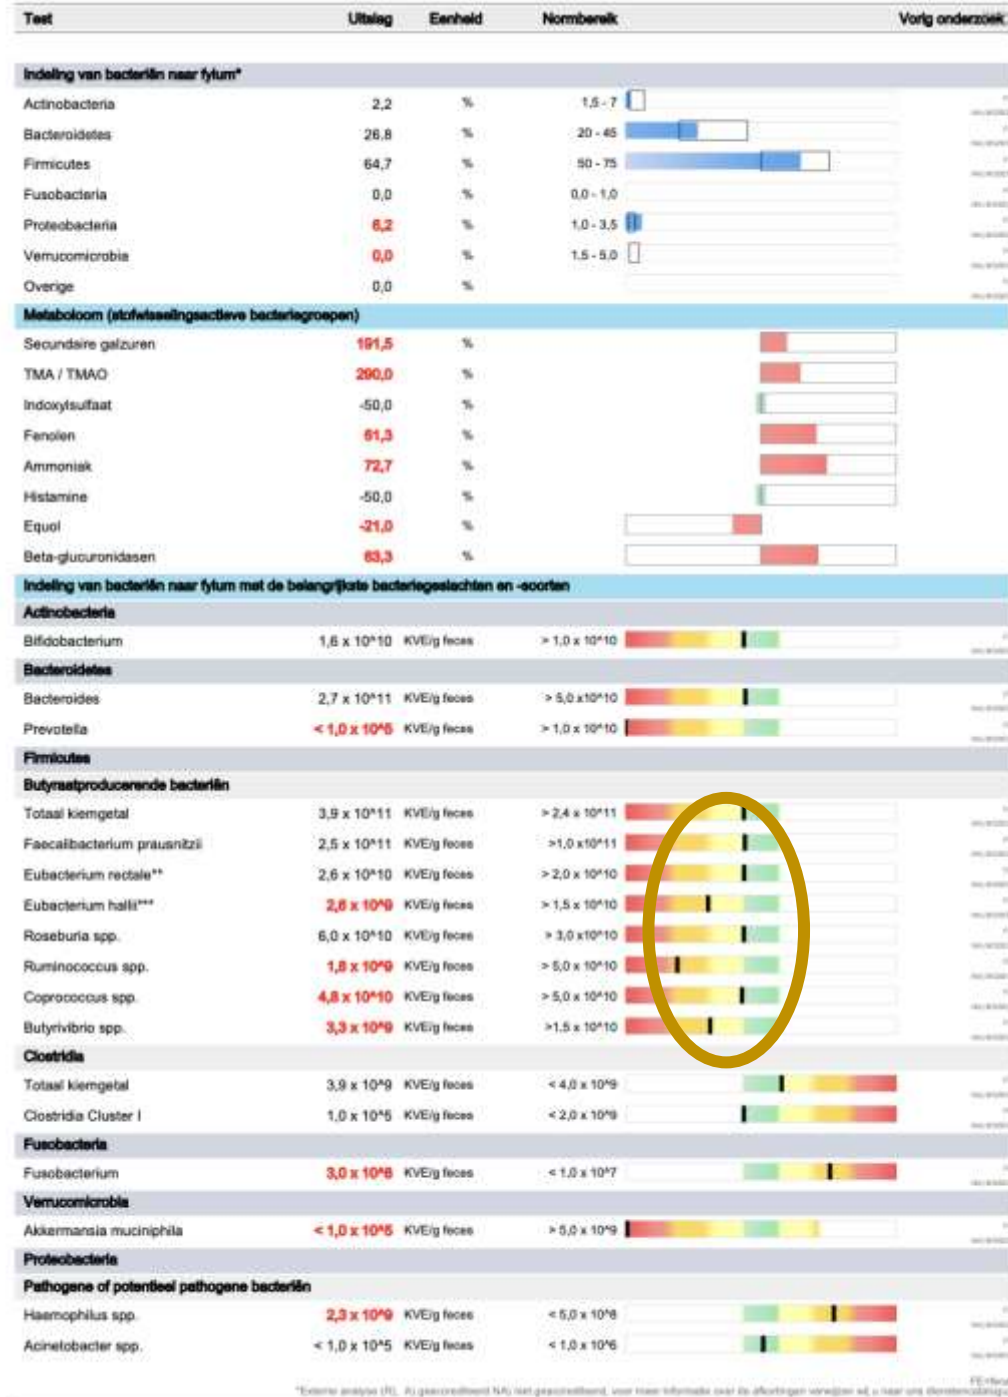 Test Uitslag Eenheid Normbereik Vorig onderzoek
Indeling van bacteriën naar fylum*
Actinobacteria 2,2 % 1,5 - 7
Bacteroidetes 26,8 % 20 - 45
Firmicutes 64,7 % 50 - 75
Fusobacteria 0,0 % 0,0 - 1,0
Proteobacteria 6,2 % 1,0 - 3,5
Verrucomicrobia 0,0 % 1,5 - 5,0
Overige 0,0 %
Metaboloom (stofwisselingsactieve bacteriegroepen)
Secundaire galzuren 191,5 %
TMA / TMAO 290,0 %
Indoxylsulfaat -50,0 %
Fenolen 61,3 %
Ammoniak 72,7 %
Histamine -50,0 %
Equol -21,0 %
Beta-glucuronidasen 63,3 %
Indeling van bacteriën naar fylum met de belangrijkste bacteriegeslachten en -soorten
Actinobacteria
Bifidobacterium 1,6 x 10^10 KVE/g feces > 1,0 x 10^10
Bacteroidetes
Bacteroides 2,7 x 10^11 KVE/g feces > 5,0 x10^10
Prevotella < 1,0 x 10^5 KVE/g feces > 1,0 x 10^10
Firmicutes
Butyraatproducerende bacteriën
Totaal kiemgetal 3,9 x 10^11 KVE/g feces > 2,4 x 10^11
Faecalibacterium prausnitzii 2,5 x 10^11 KVE/g feces >1,0 x10^11
Eubacterium rectale** 2,6 x 10^10 KVE/g feces > 2,0 x 10^10
Eubacterium hallii*** 2,6 x 10^9 KVE/g feces > 1,5 x 10^10
Roseburia spp. 6,0 x 10^10 KVE/g feces > 3,0 x10^10
Ruminococcus spp. 1,8 x 10^9 KVE/g feces > 5,0 x 10^10
Coprococcus spp. 4,8 x 10^10 KVE/g feces > 5,0 x 10^10
Butyrivibrio spp. 3,3 x 10^9 KVE/g feces >1,5 x 10^10
Clostridia
Totaal kiemgetal 3,9 x 10^9 KVE/g feces < 4,0 x 10^9
Clostridia Cluster I 1,0 x 10^5 KVE/g feces < 2,0 x 10^9
Fusobacteria
Fusobacterium 3,0 x 10^8 KVE/g feces < 1,0 x 10^7
Verrucomicrobia
Akkermansia muciniphila < 1,0 x 10^5 KVE/g feces > 5,0 x 10^9
Proteobacteria
Pathogene of potentieel pathogene bacteriën
Haemophilus spp. 2,3 x 10^9 KVE/g feces < 5,0 x 10^8
Acinetobacter spp. < 1,0 x 10^5 KVE/g feces < 1,0 x 10^6
*Externe analyse (R), A) geaccrediteerd NA) niet geaccrediteerd, voor meer informatie over de afkortingen verwijzen wij u naar ons